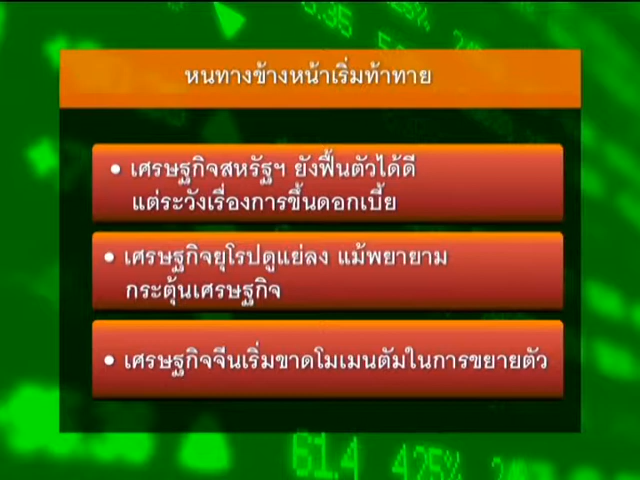 หนทางข้างหน้าเริ่มท้าทาย
• เศรษฐกิจสหรัฐฯ ยังฟื้นตัวได้ดี
แต่ระวังเรื่องการขึ้นดอกเบี้ย
• เศรษฐกิจยุโรปดูแย่ลง แม้พยายาม
กระตุ้นเศรษฐกิจ
• เศรษฐกิจจีนเริ่มขาดโมเมนตัมในการขยายตัว
61.4